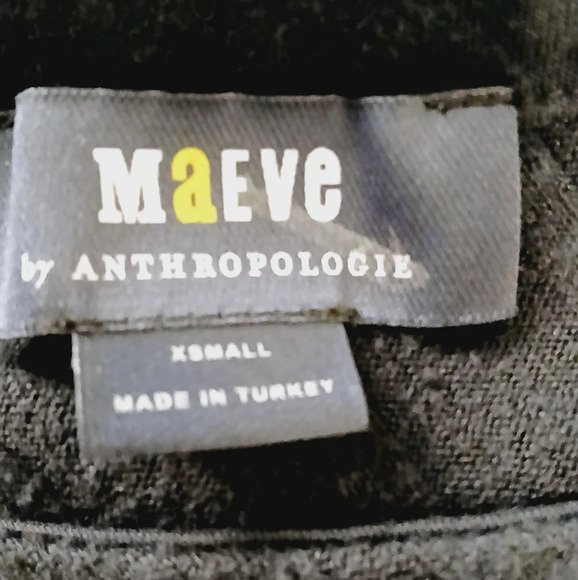 Maeve
by ANTHROPOLOGIE
XSMALL
MADE IN TURKEY